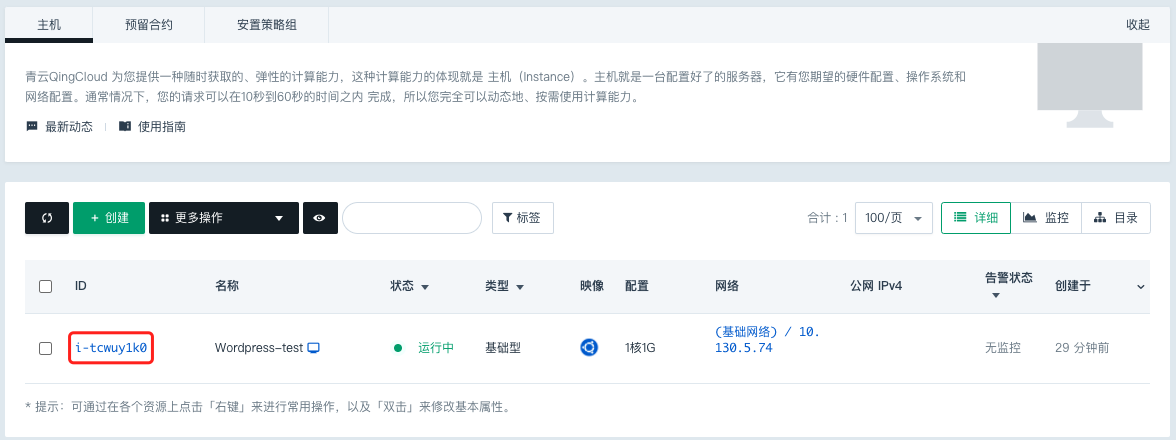 主机 预留合约 安置策略组 收起
青云QingCloud 为您提供一种随时获取的、弹性的计算能力，这种计算能力的体现就是 主机（Instance）。主机就是一台配置好了的服务器，它有您期望的硬件配置、操作系统和
网络配置。通常情况下，您的请求可以在10秒到60秒的时间之内 完成，所以您完全可以动态地、按需使用计算能力。
最新动态 使用指南
+ 创建 更多操作 标签 合计 : 1 100/页 详细 监控 目录
ID 名称 状态 类型 映像 配置 网络 公网 IPv4 告警状态 创建于
i-tcwuy1k0 Wordpress-test 运行中 基础型 1核1G (基础网络) / 10.
130.5.74 无监控 29 分钟前
* 提示：可通过在各个资源上点击「右键」来进行常用操作，以及「双击」来修改基本属性。